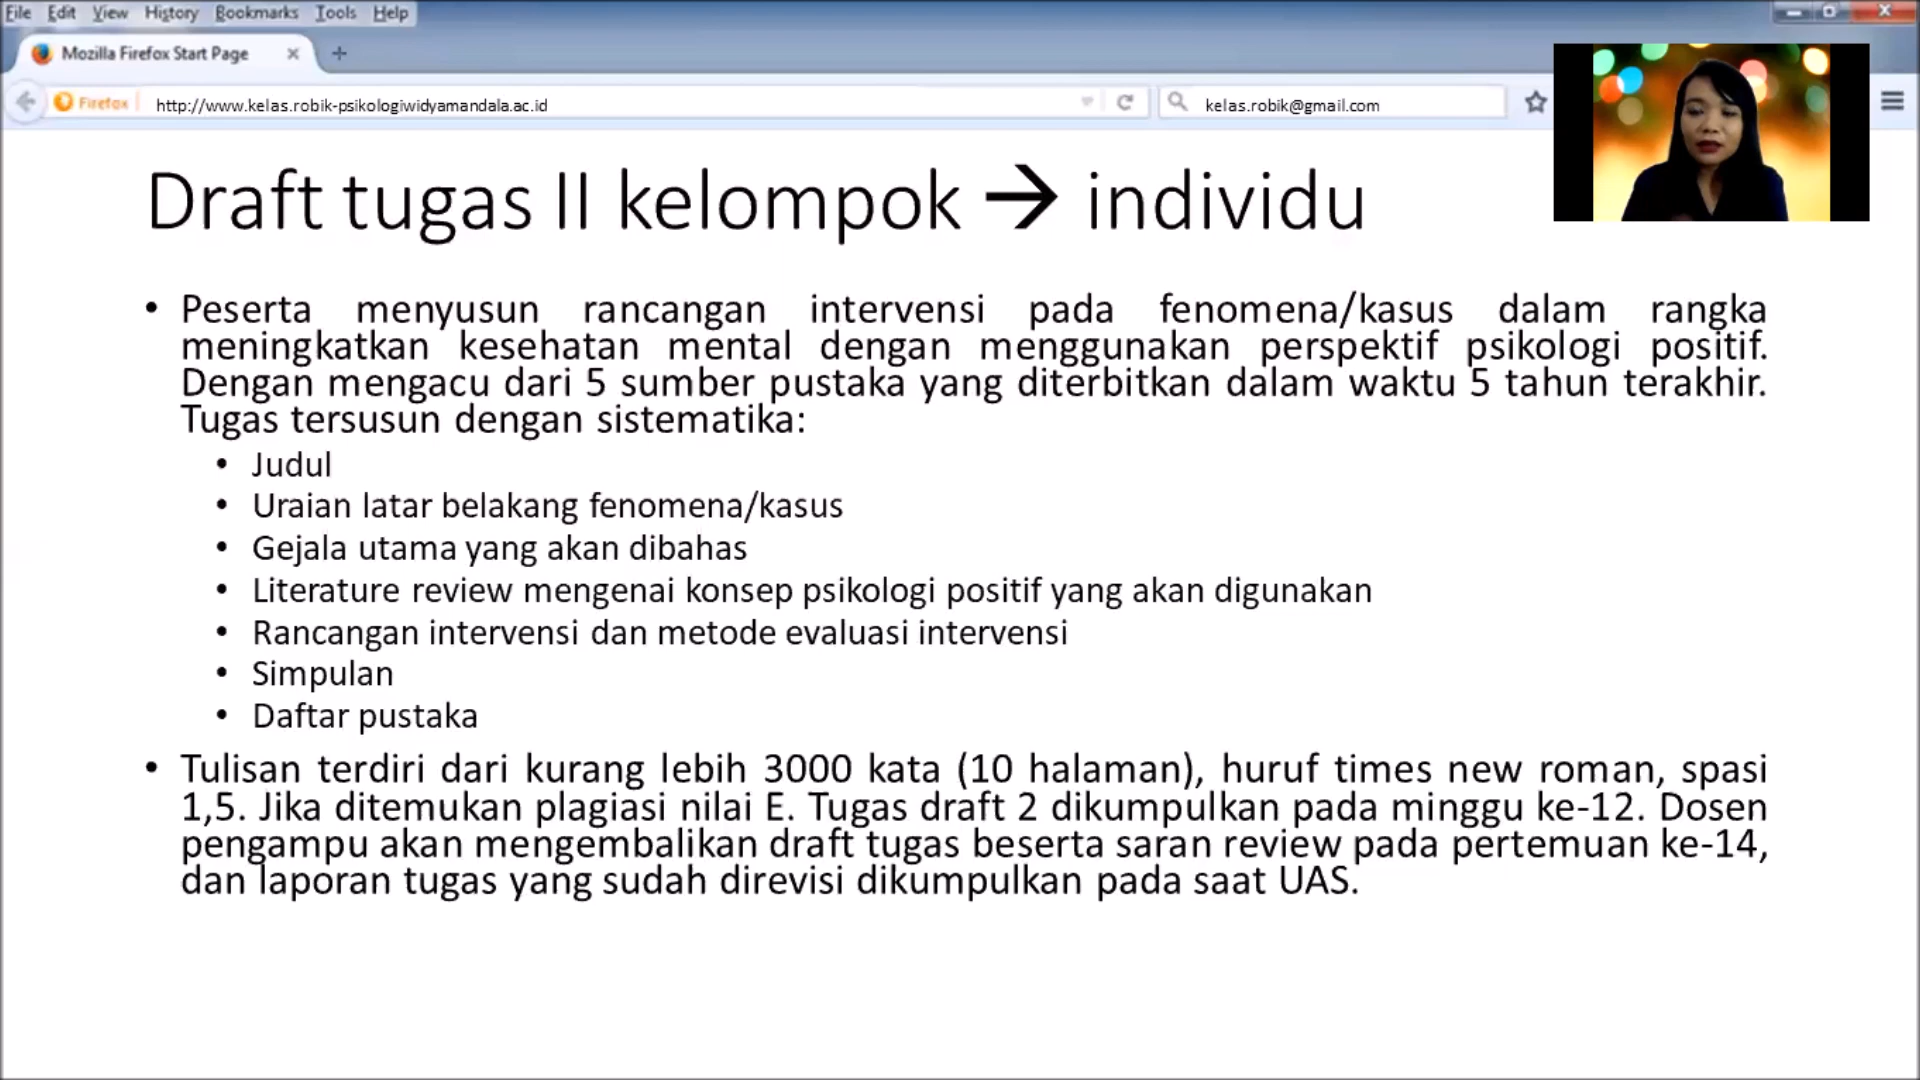 File Edit View History Bookmarks Tools Help
Mozilla Firefox Start Page
Firefox http://www.kelas.robik-psikologiwidyamandala.ac.id kelas.robik@gmail.com
Draft tugas II kelompok → individu
• Peserta menyusun rancangan intervensi pada fenomena/kasus dalam rangka
meningkatkan kesehatan mental dengan menggunakan perspektif psikologi positif.
Dengan mengacu dari 5 sumber pustaka yang diterbitkan dalam waktu 5 tahun terakhir.
Tugas tersusun dengan sistematika:
• Judul
• Uraian latar belakang fenomena/kasus
• Gejala utama yang akan dibahas
• Literature review mengenai konsep psikologi positif yang akan digunakan
• Rancangan intervensi dan metode evaluasi intervensi
• Simpulan
• Daftar pustaka
• Tulisan terdiri dari kurang lebih 3000 kata (10 halaman), huruf times new roman, spasi
1,5. Jika ditemukan plagiasi nilai E. Tugas draft 2 dikumpulkan pada minggu ke-12. Dosen
pengampu akan mengembalikan draft tugas beserta saran review pada pertemuan ke-14,
dan laporan tugas yang sudah direvisi dikumpulkan pada saat UAS.